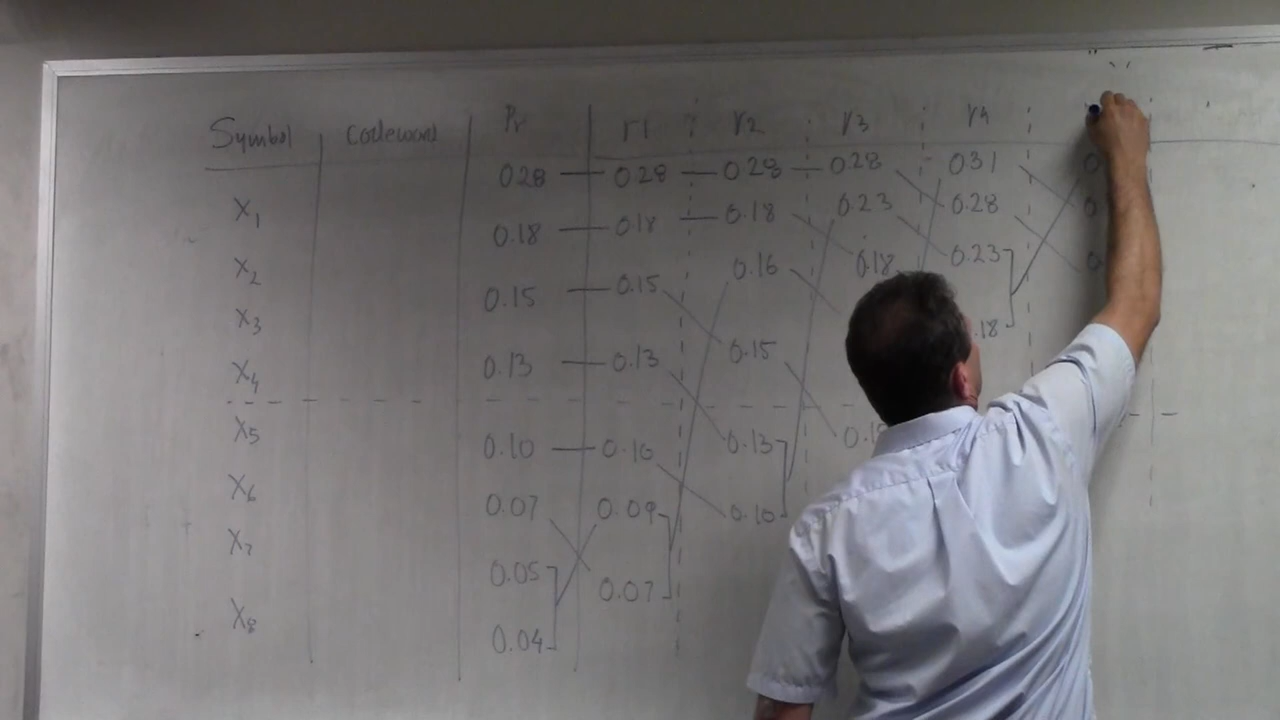 Symbol Codeword Pr r1 r2 r3 r4
0.28 0.28 0.28 0.28 0.31
X1 0.18 0.18 0.18 0.23 0.28
X2 0.15 0.15 0.16 0.18 0.23
X3 0.13 0.13 0.15 .18
X4
X5 0.10 0.10 0.13
X6 0.07 0.09 0.10
X7 0.05 0.07
X8 0.04